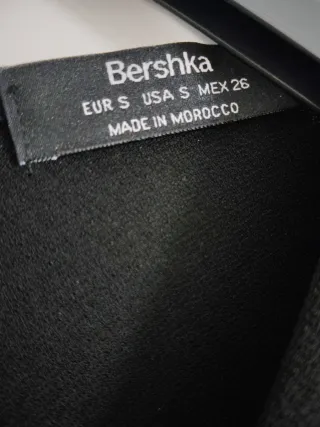 Bershka
EUR S USA S MEX 26
MADE IN MOROCCO